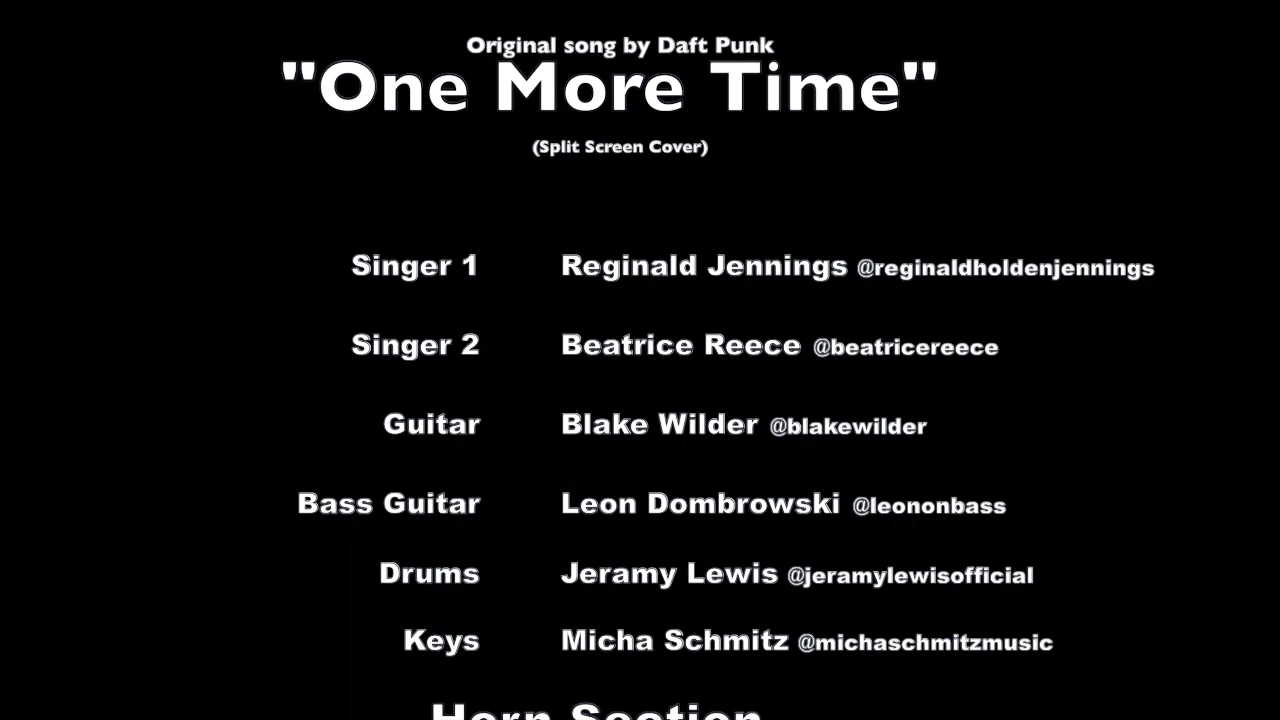 Original song by Daft Punk
"One More Time"
(Split Screen Cover)
Singer 1 Reginald Jennings @reginaldholdenjennings
Singer 2 Beatrice Reece @beatricereece
Guitar Blake Wilder @blakewilder
Bass Guitar Leon Dombrowski @leononbass
Drums Jeramy Lewis @jeramylewisofficial
Keys Micha Schmitz @michaschmitzmusic
Horn Section